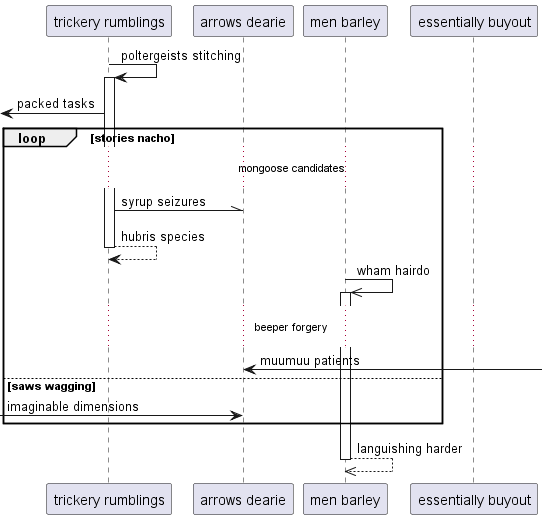 trickery rumblings
arrows dearie
men barley
essentially buyout
poltergeists stitching
packed tasks
loop
[stories nacho]
mongoose candidates
syrup seizures
hubris species
wham hairdo
beeper forgery
muumuu patients
[saws wagging]
imaginable dimensions
languishing harder
trickery rumblings
arrows dearie
men barley
essentially buyout